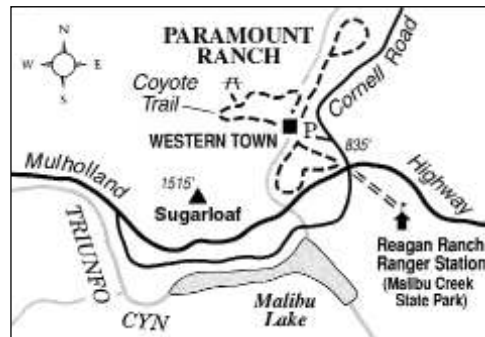 N
W E
S
PARAMOUNT
RANCH
Coyote
Trail
Cornell Road
P
WESTERN TOWN
835'
Mulholland
1515'
Sugarloaf
Highway
TRIUNFO
CYN
Malibu
Lake
Reagan Ranch
Ranger Station
(Malibu Creek
State Park)